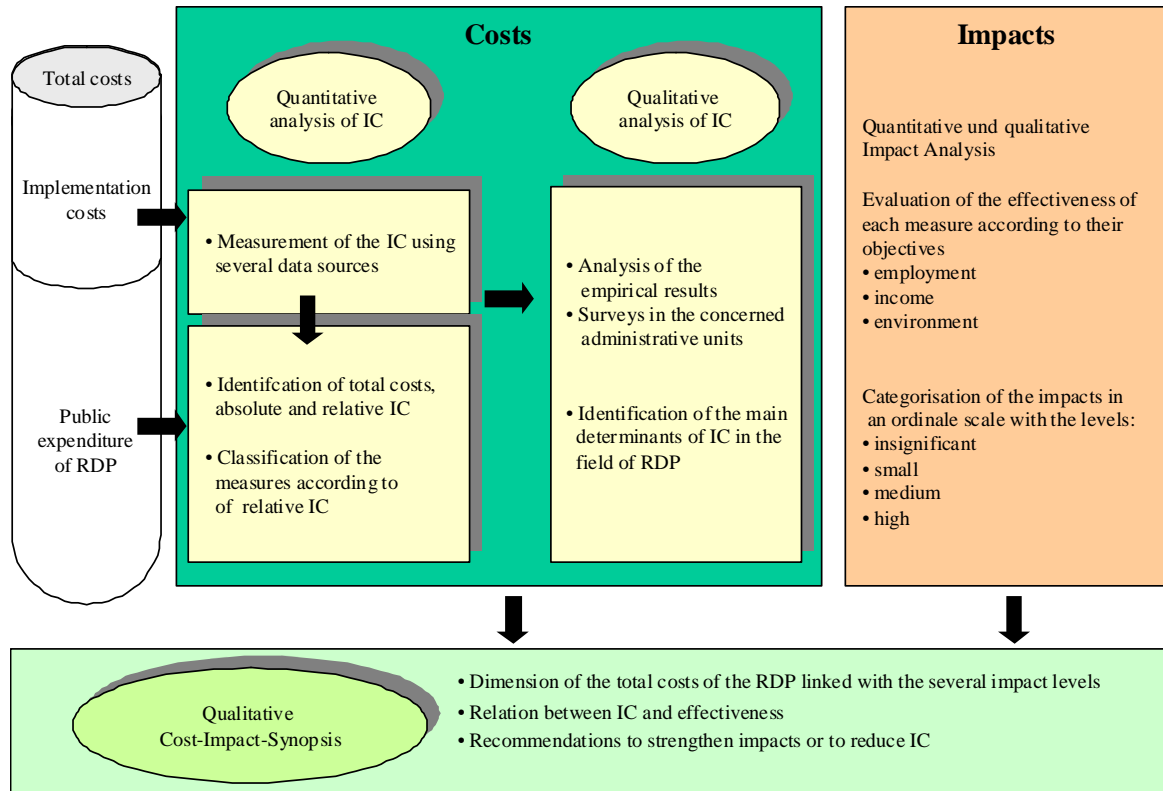 Total costs
Implementation
costs
Public
expenditure
of RDP
Costs
Quantitative
analysis of IC
Qualitative
analysis of IC
• Measurement of the IC using
several data sources
• Identifcation of total costs,
absolute and relative IC
• Classification of the
measures according to
of relative IC
• Analysis of the
empirical results
• Surveys in the concerned
administrative units
• Identification of the main
determinants of IC in the
field of RDP
Impacts
Quantitative und qualitative
Impact Analysis
Evaluation of the effectiveness of
each measure according to their
objectives
• employment
• income
• environment
Categorisation of the impacts in
an ordinale scale with the levels:
• insignificant
• small
• medium
• high
Qualitative
Cost-Impact-Synopsis
• Dimension of the total costs of the RDP linked with the several impact levels
• Relation between IC and effectiveness
• Recommendations to strengthen impacts or to reduce IC